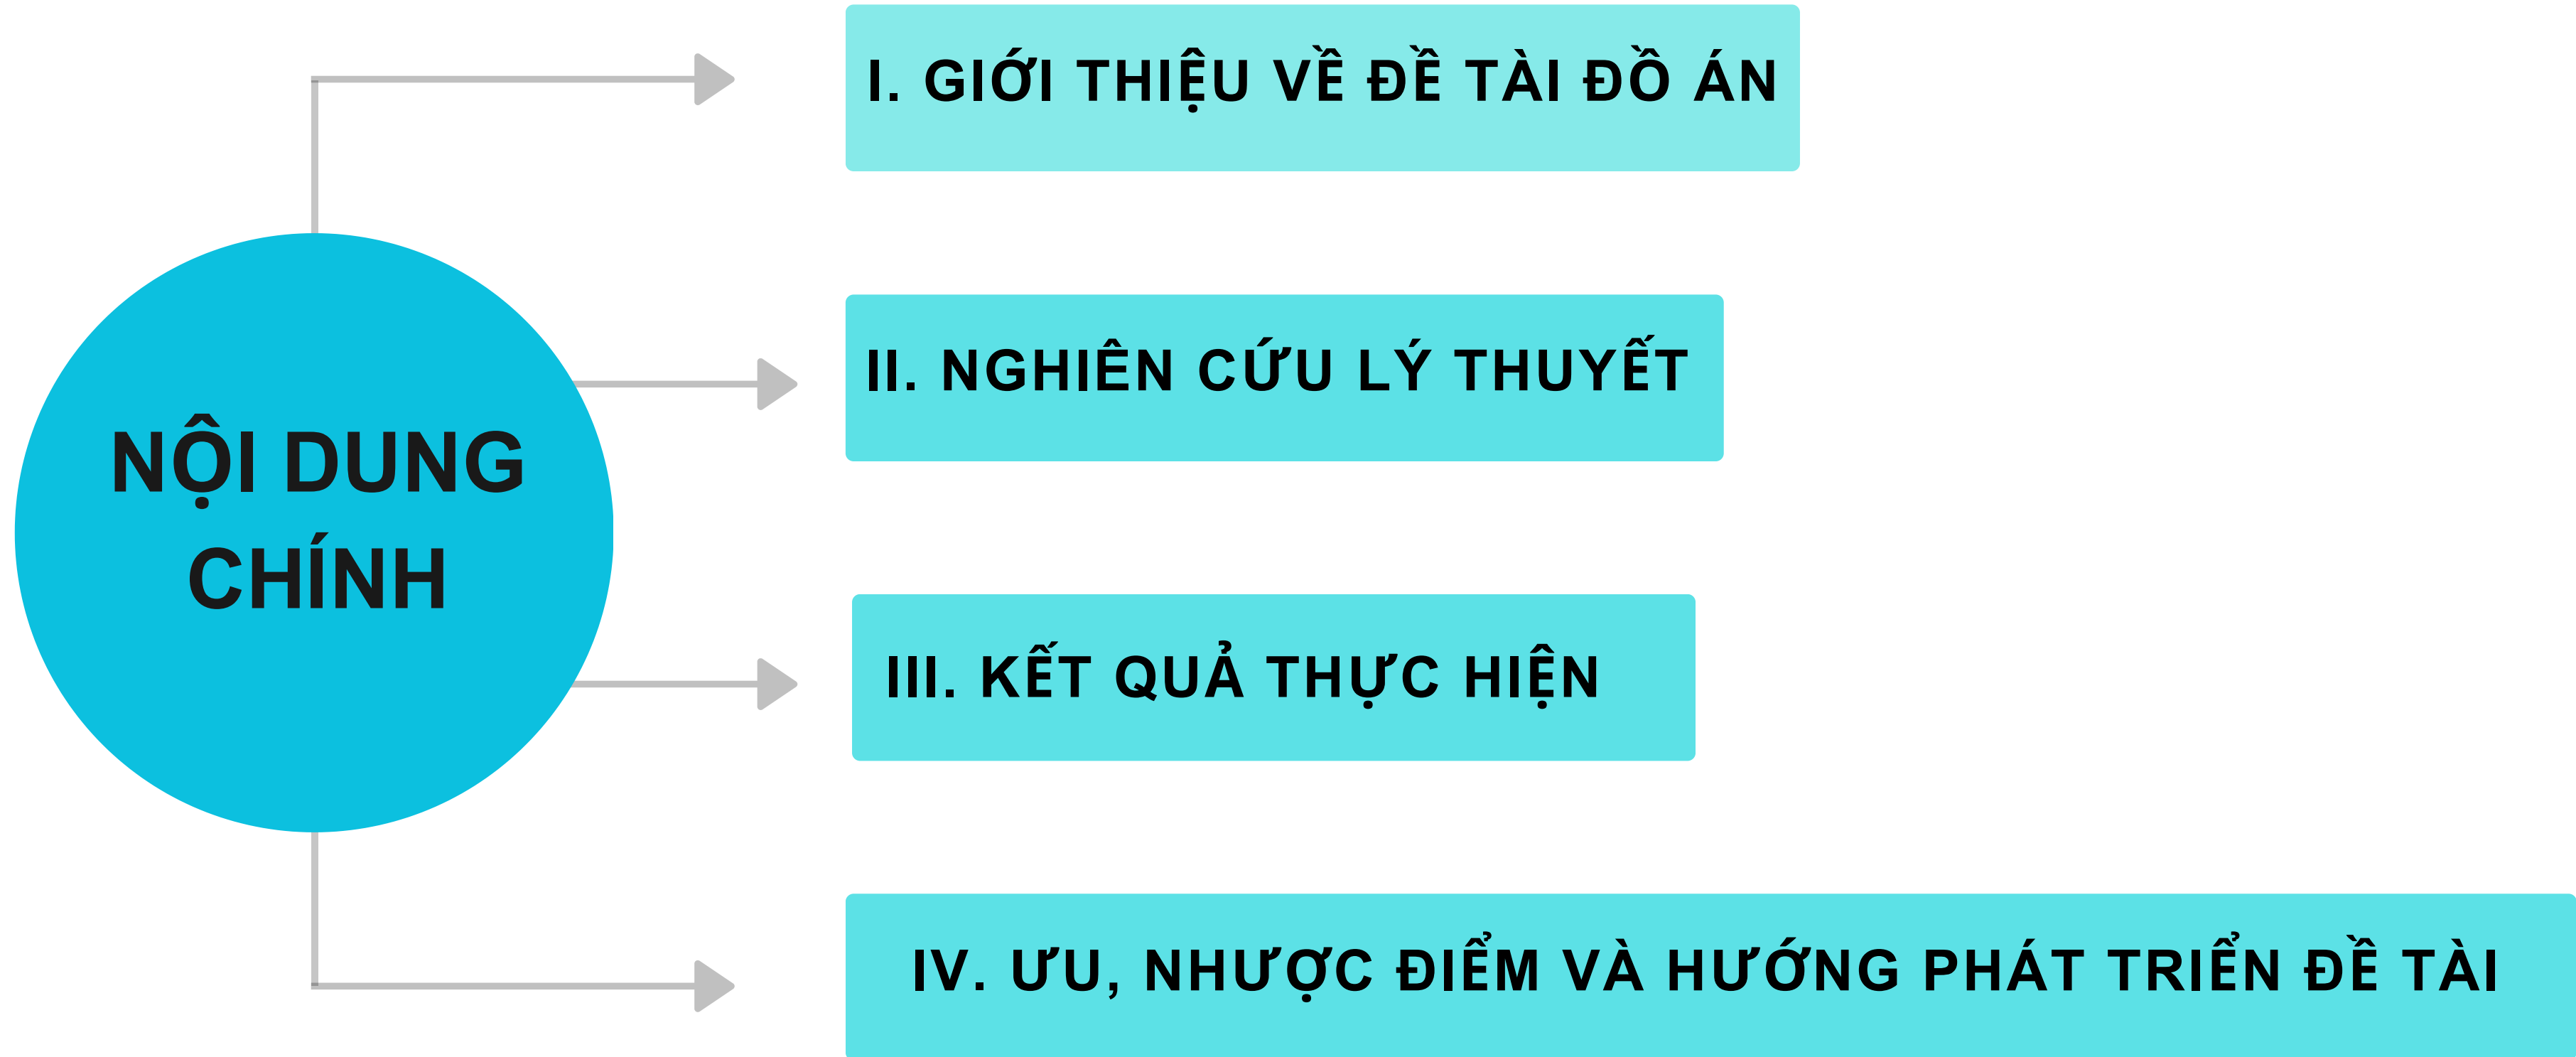 NỘI DUNG
CHÍNH
I. GIỚI THIỆU VỀ ĐỀ TÀI ĐỒ ÁN
II. NGHIÊN CỨU LÝ THUYẾT
III. KẾT QUẢ THỰC HIỆN
IV. ƯU, NHƯỢC ĐIỂM VÀ HƯỚNG PHÁT TRIỂN ĐỀ TÀI